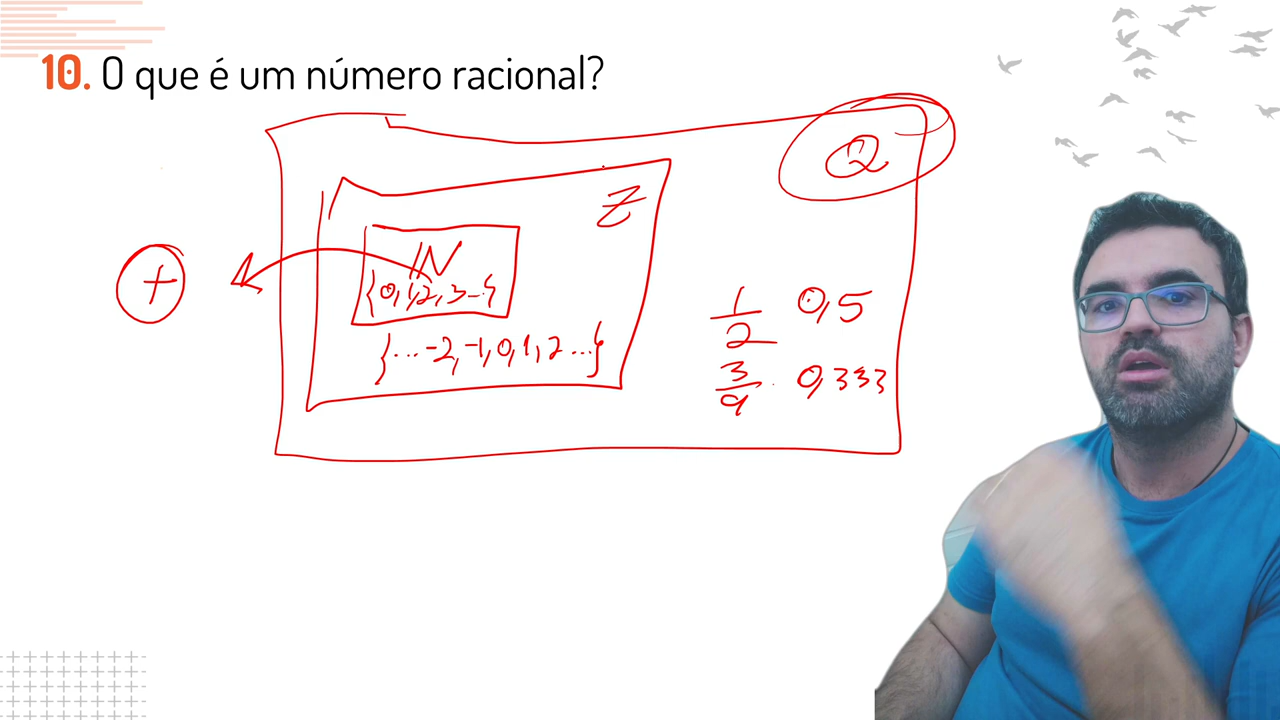 10. O que é um número racional?
Q
Z
IN
+
{0,1,2,3...}
1/2 0,5
{...-2,-1,0,1,2...}
3/9 0,333